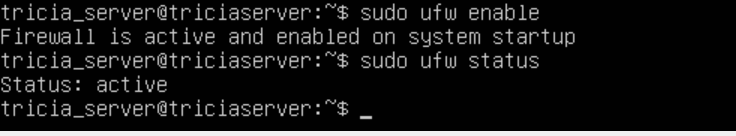 tricia_server@triciaserver:~$ sudo ufw enable
Firewall is active and enabled on system startup
tricia_server@triciaserver:~$ sudo ufw status
Status: active
tricia_server@triciaserver:~$ _